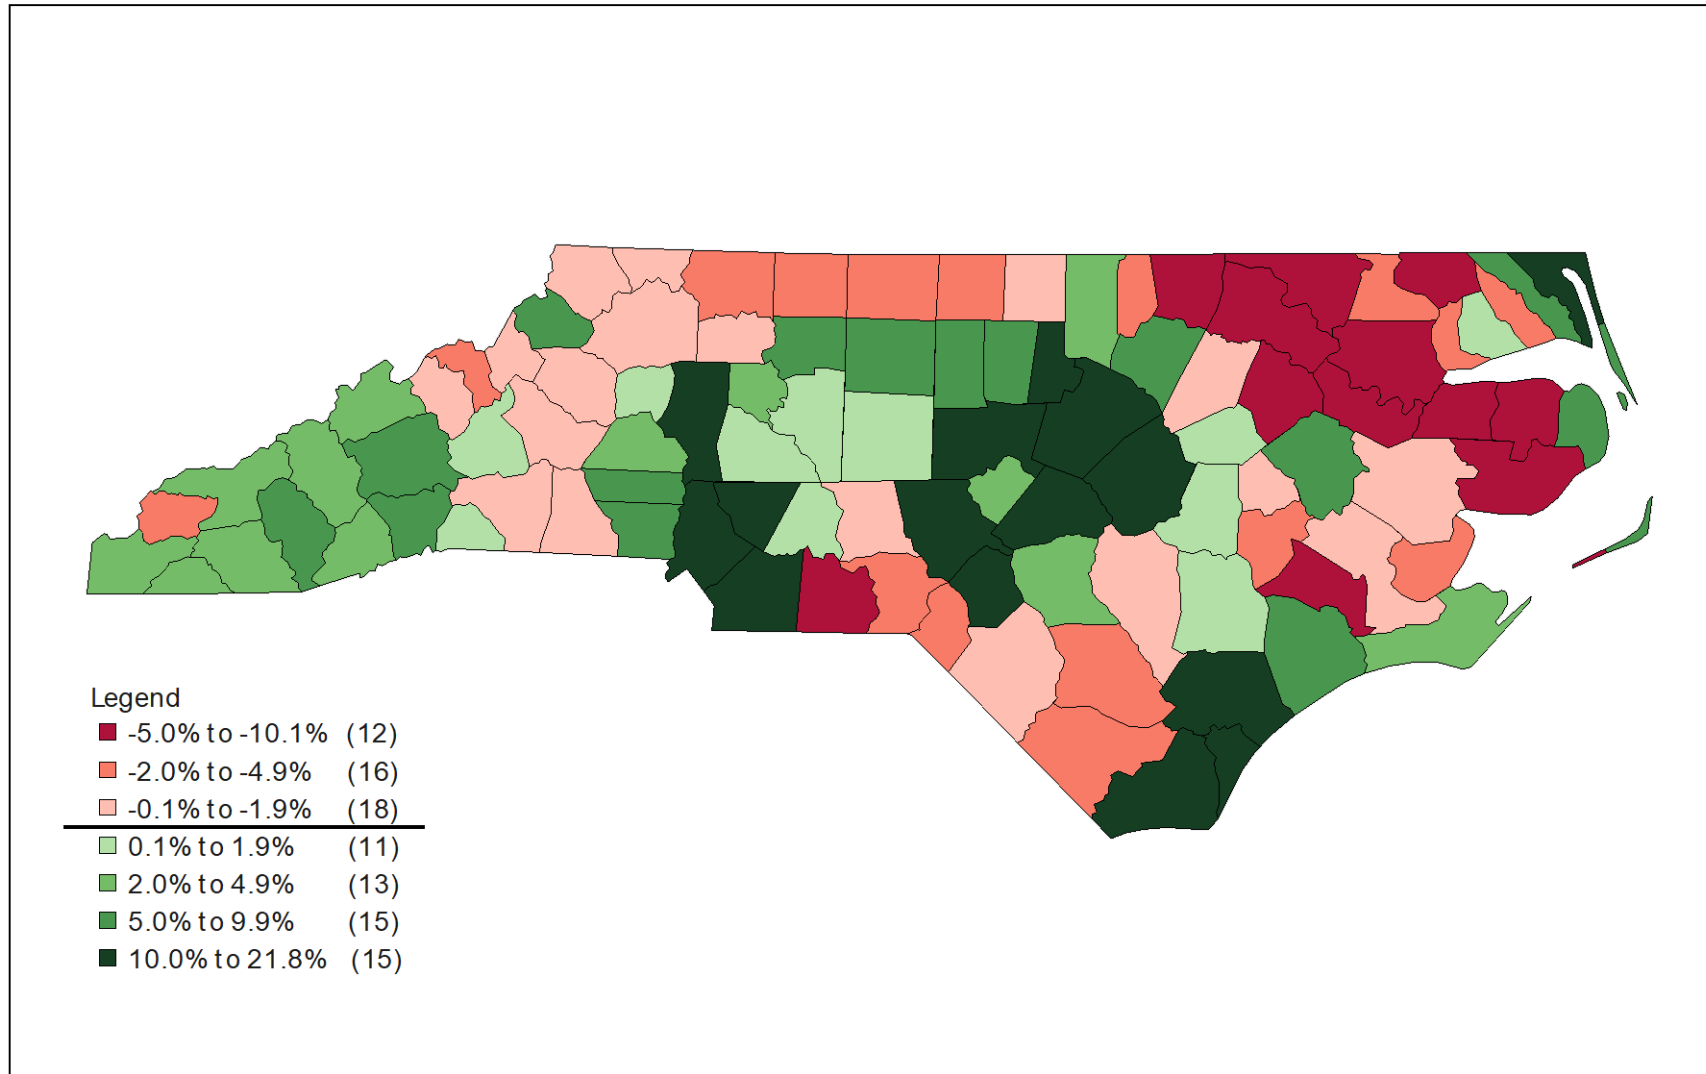 Legend
-5.0% to -10.1% (12)
-2.0% to -4.9% (16)
-0.1% to -1.9% (18)
0.1% to 1.9% (11)
2.0% to 4.9% (13)
5.0% to 9.9% (15)
10.0% to 21.8% (15)